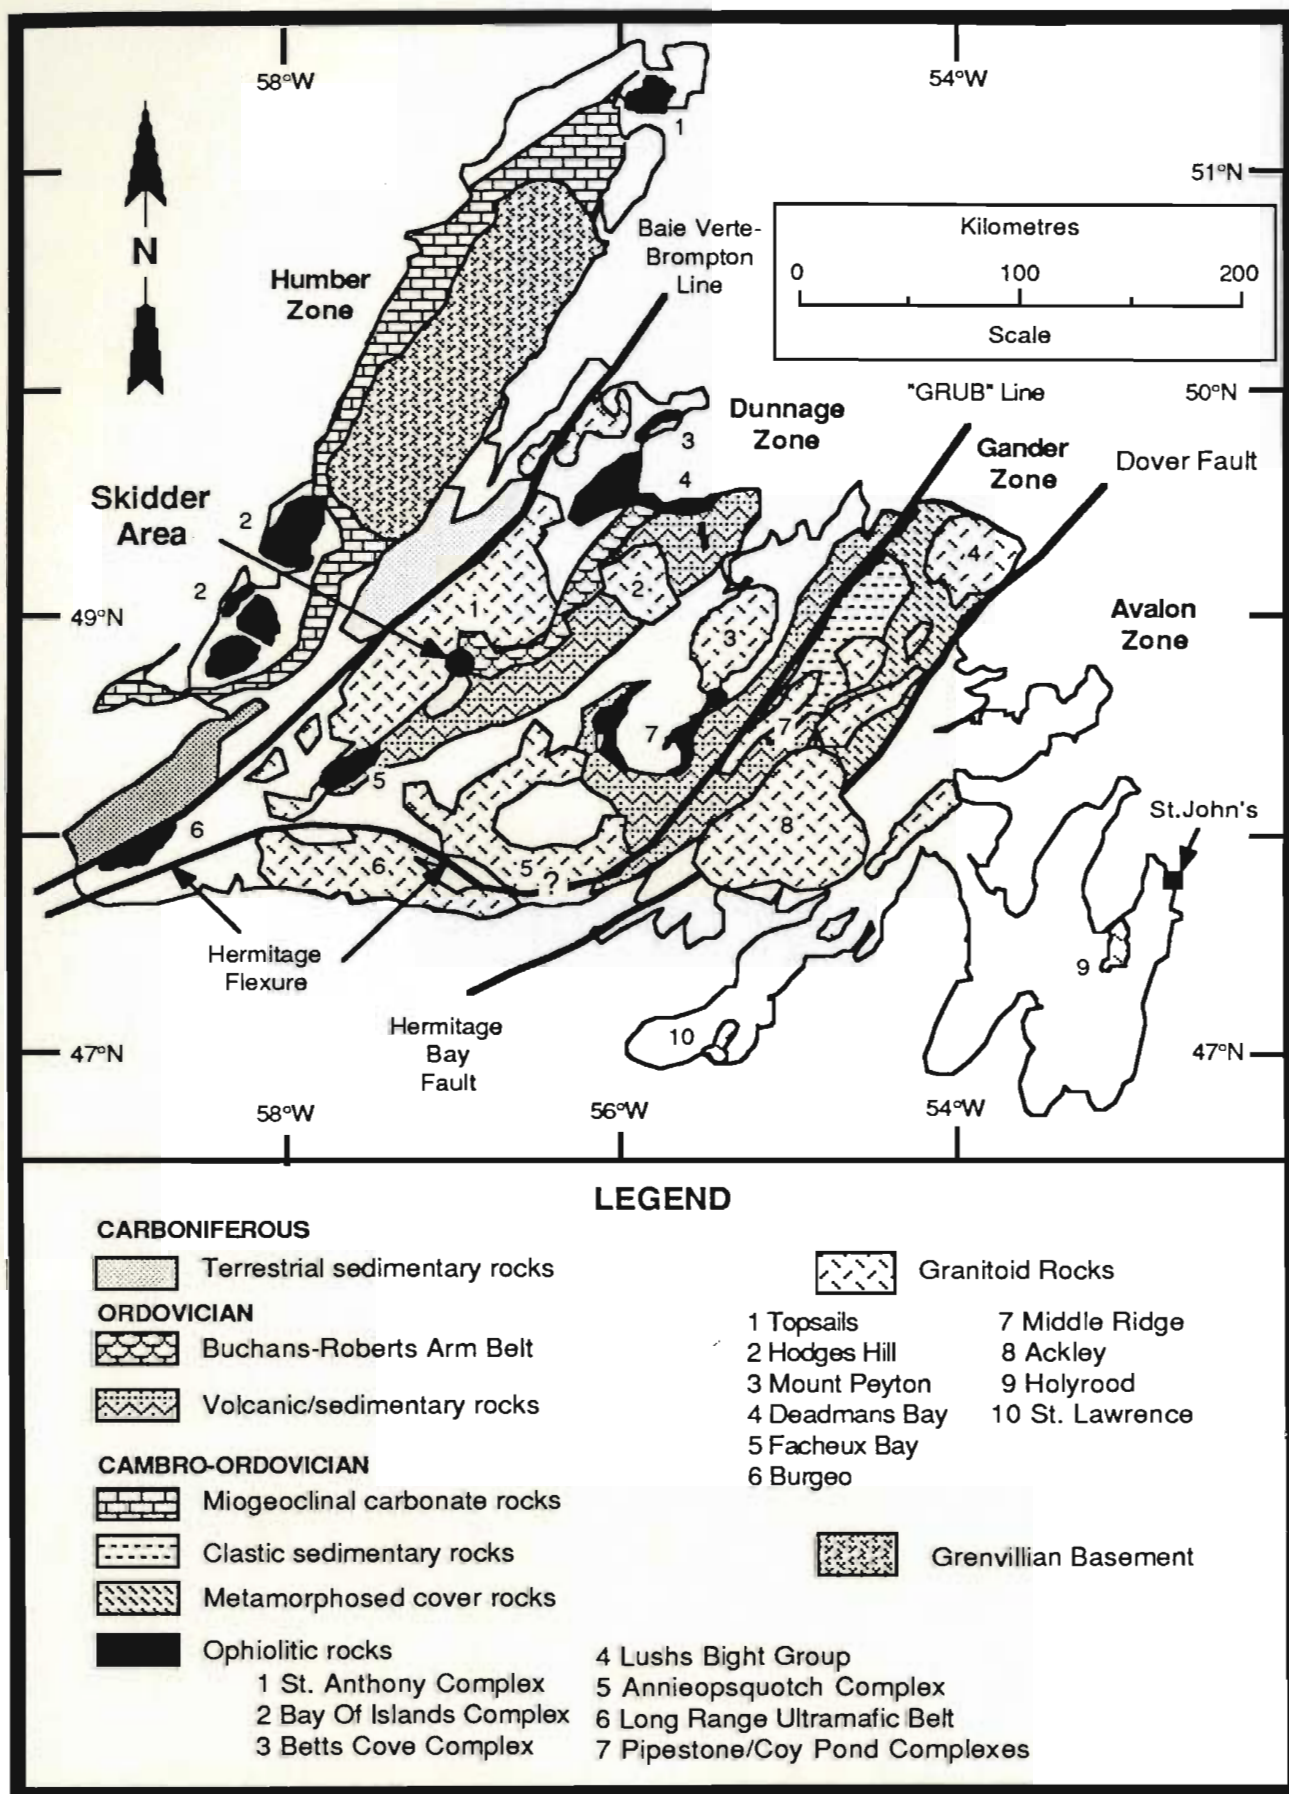 58°W
54°W
1
51°N
N
Baie Verte-
Brompton
Line
Kilometres
0 100 200
Scale
Humber
Zone
"GRUB" Line
50°N
Dunnage
Zone
3
Gander
Zone
Dover Fault
4
Skidder
Area
2
4
2
2
1
49°N
3
Avalon
Zone
7
7
5
St.John's
8
6
6
5
?
Hermitage
Flexure
9
Hermitage
Bay
Fault
10
47°N
47°N
58°W
56°W
54°W
LEGEND
CARBONIFEROUS
Terrestrial sedimentary rocks
ORDOVICIAN
Buchans-Roberts Arm Belt
Volcanic/sedimentary rocks
CAMBRO-ORDOVICIAN
Miogeoclinal carbonate rocks
Clastic sedimentary rocks
Metamorphosed cover rocks
Ophiolitic rocks
1 St. Anthony Complex
2 Bay Of Islands Complex
3 Betts Cove Complex
4 Lushs Bight Group
5 Annieopsquotch Complex
6 Long Range Ultramafic Belt
7 Pipestone/Coy Pond Complexes
Granitoid Rocks
1 Topsails
2 Hodges Hill
3 Mount Peyton
4 Deadmans Bay
5 Facheux Bay
6 Burgeo
7 Middle Ridge
8 Ackley
9 Holyrood
10 St. Lawrence
Grenvillian Basement